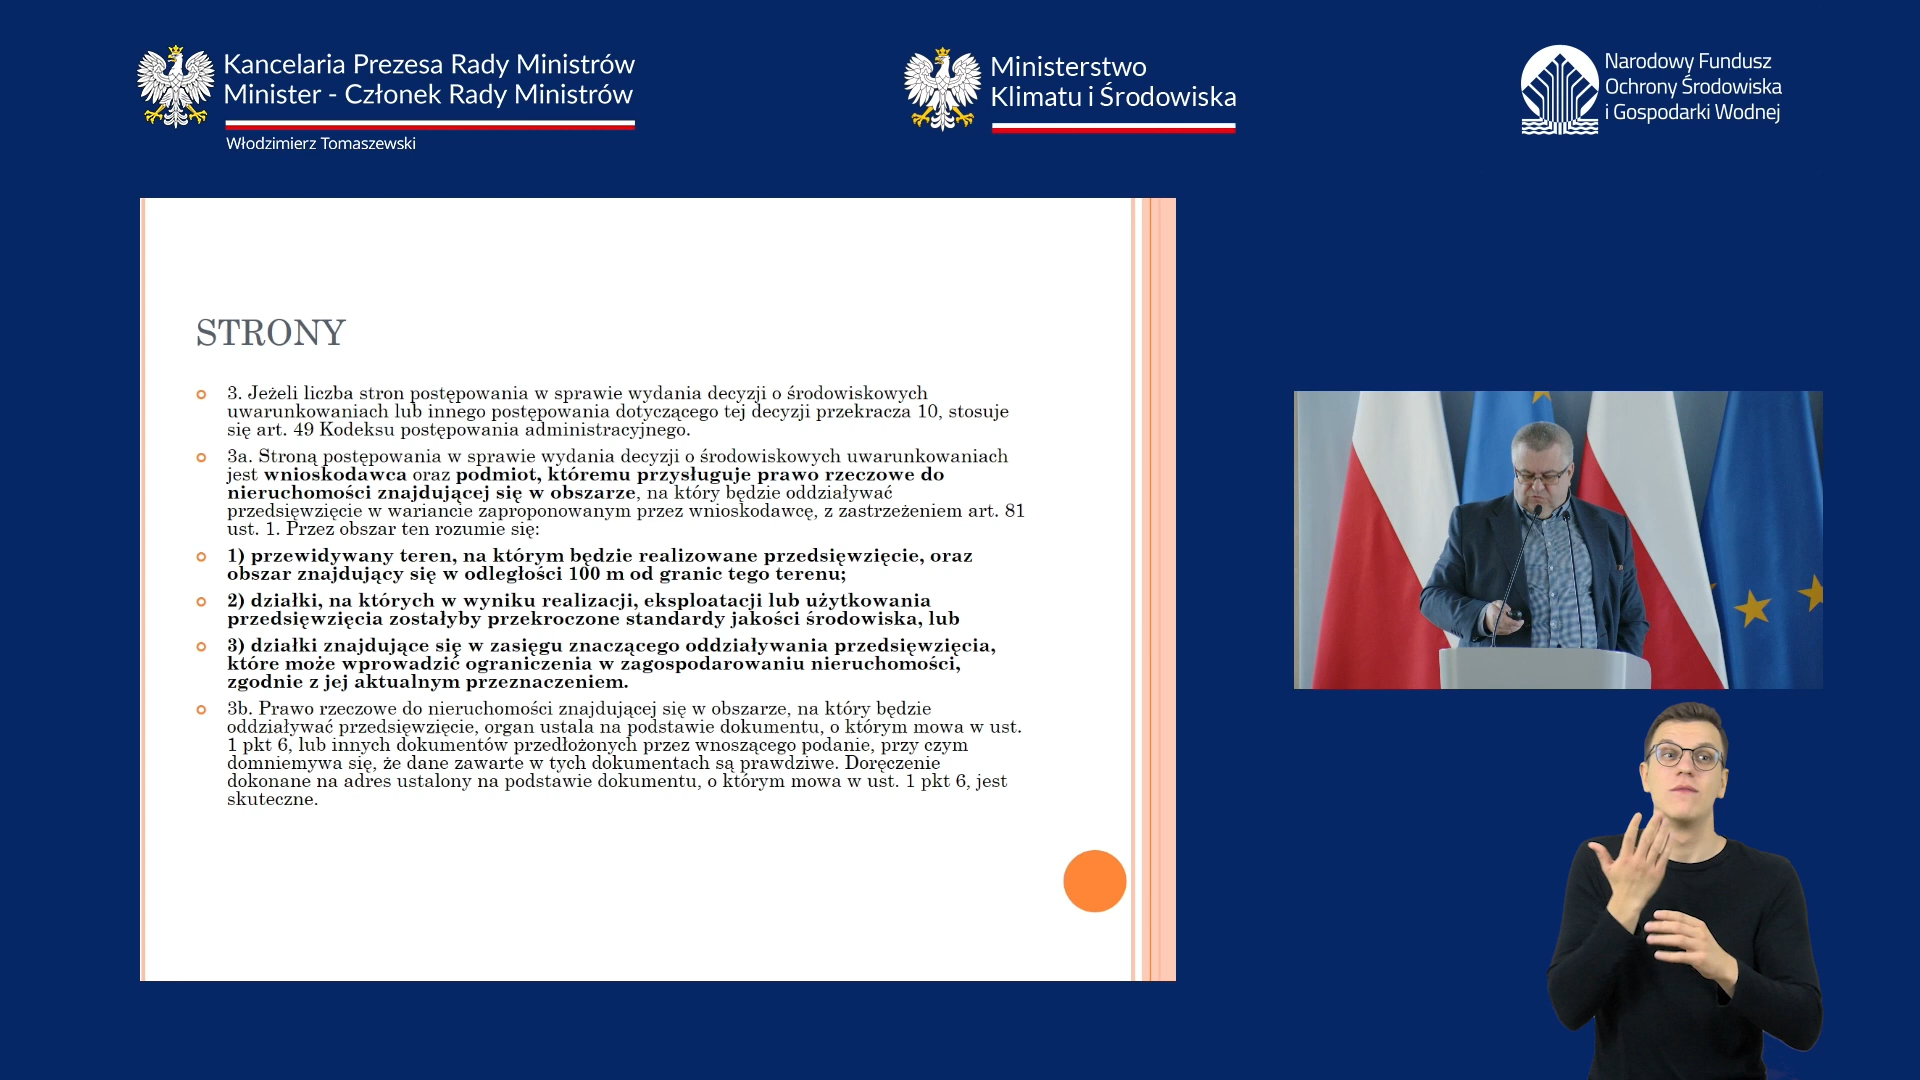 Kancelaria Prezesa Rady Ministrów
Minister - Członek Rady Ministrów
Włodzimierz Tomaszewski
Ministerstwo
Klimatu i Środowiska
Narodowy Fundusz
Ochrony Środowiska
i Gospodarki Wodnej
STRONY
3. Jeżeli liczba stron postępowania w sprawie wydania decyzji o środowiskowych
uwarunkowaniach lub innego postępowania dotyczącego tej decyzji przekracza 10, stosuje
się art. 49 Kodeksu postępowania administracyjnego.
3a. Stroną postępowania w sprawie wydania decyzji o środowiskowych uwarunkowaniach
jest wnioskodawca oraz podmiot, któremu przysługuje prawo rzeczowe do
nieruchomości znajdującej się w obszarze, na który będzie oddziaływać
przedsięwzięcie w wariancie zaproponowanym przez wnioskodawcę, z zastrzeżeniem art. 81
ust. 1. Przez obszar ten rozumie się:
1) przewidywany teren, na którym będzie realizowane przedsięwzięcie, oraz
obszar znajdujący się w odległości 100 m od granic tego terenu;
2) działki, na których w wyniku realizacji, eksploatacji lub użytkowania
przedsięwzięcia zostałyby przekroczone standardy jakości środowiska, lub
3) działki znajdujące się w zasięgu znaczącego oddziaływania przedsięwzięcia,
które może wprowadzić ograniczenia w zagospodarowaniu nieruchomości,
zgodnie z jej aktualnym przeznaczeniem.
3b. Prawo rzeczowe do nieruchomości znajdującej się w obszarze, na który będzie
oddziaływać przedsięwzięcie, organ ustala na podstawie dokumentu, o którym mowa w ust.
1 pkt 6, lub innych dokumentów przedłożonych przez wnoszącego podanie, przy czym
domniemywa się, że dane zawarte w tych dokumentach są prawdziwe. Doręczenie
dokonane na adres ustalony na podstawie dokumentu, o którym mowa w ust. 1 pkt 6, jest
skuteczne.